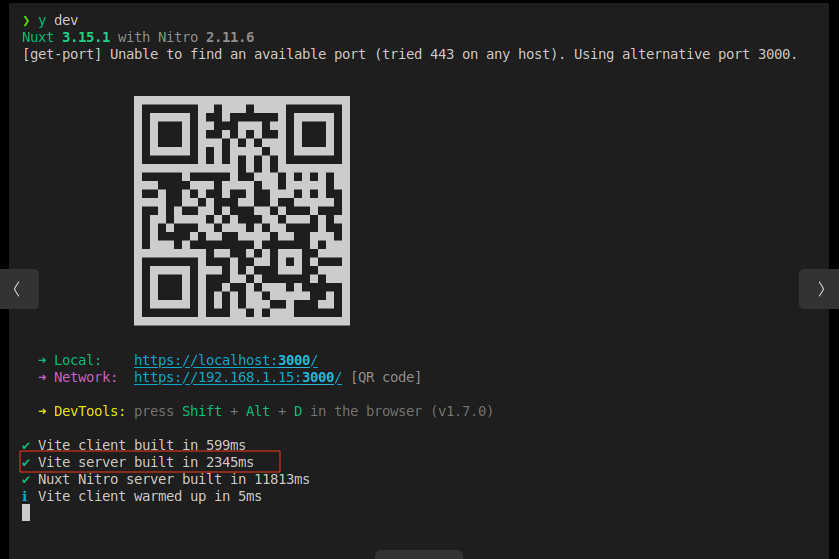 ❯ y dev
Nuxt 3.15.1 with Nitro 2.11.6
[get-port] Unable to find an available port (tried 443 on any host). Using alternative port 3000.
➜ Local: https://localhost:3000/
➜ Network: https://192.168.1.15:3000/ [QR code]
➜ DevTools: press Shift + Alt + D in the browser (v1.7.0)
✔ Vite client built in 599ms
✔ Vite server built in 2345ms
✔ Nuxt Nitro server built in 11813ms
ℹ Vite client warmed up in 5ms